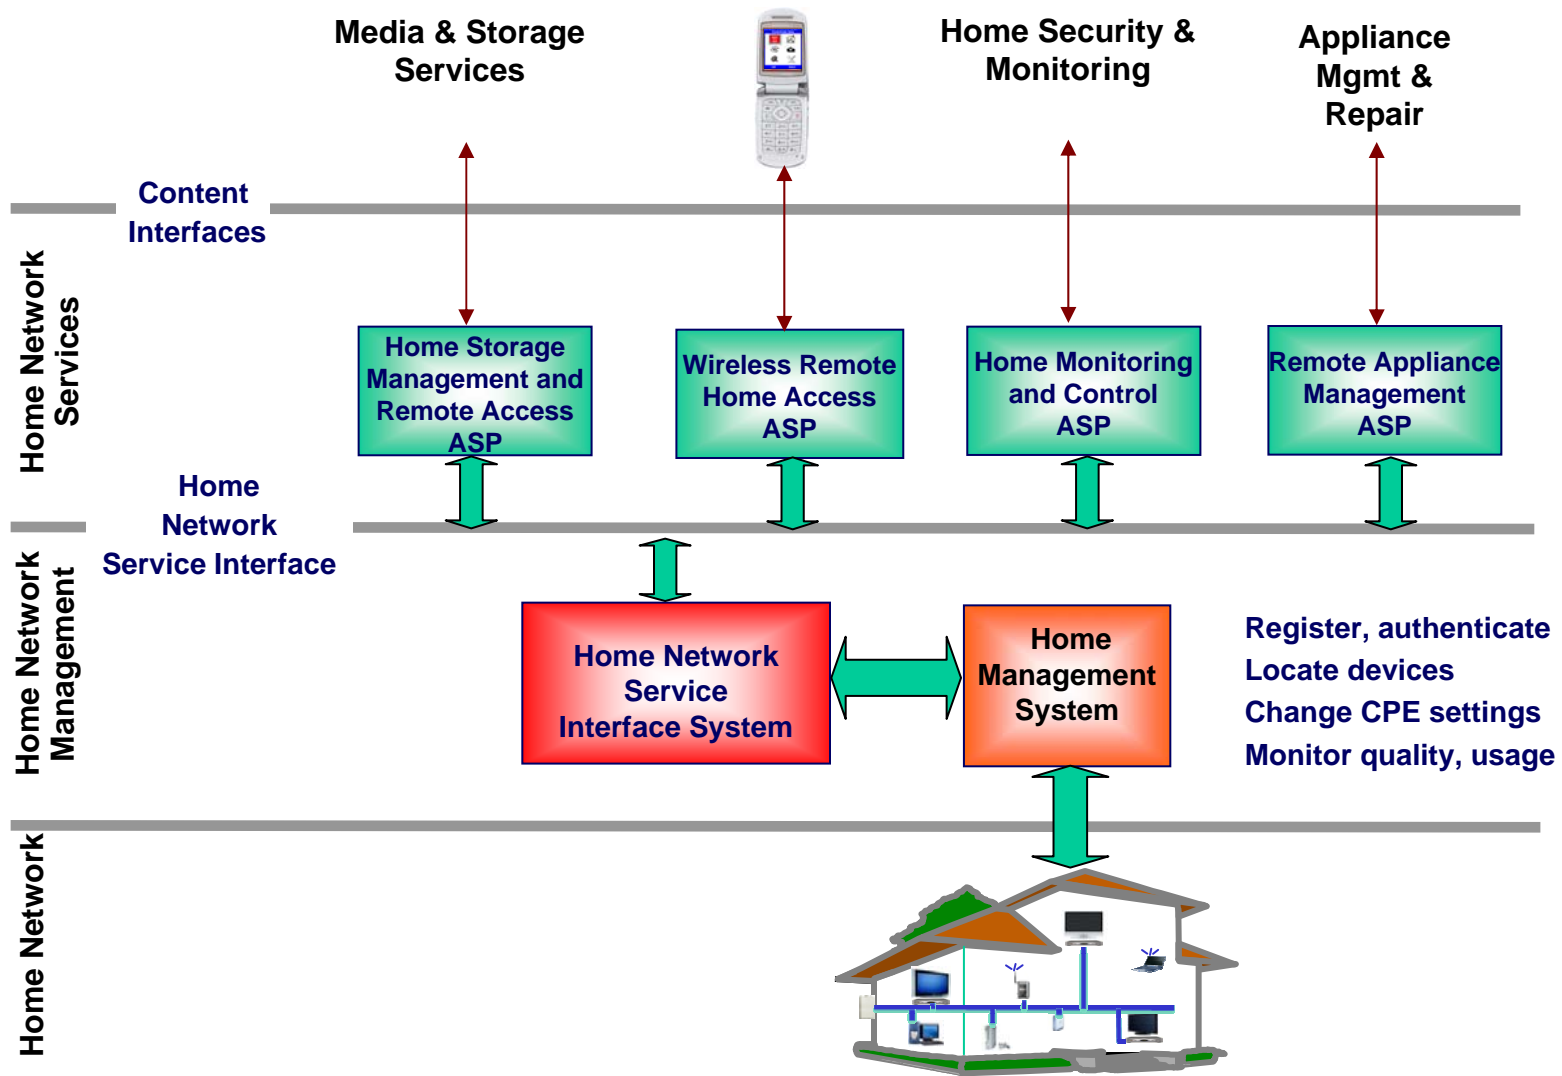 Media & Storage
Services
Home Security &
Monitoring
Appliance
Mgmt &
Repair
Content
Interfaces
Home Network
Services
Home Storage
Management and
Remote Access
ASP
Wireless Remote
Home Access
ASP
Home Monitoring
and Control
ASP
Remote Appliance
Management
ASP
Home
Network
Service Interface
Home Network
Management
Home Network
Service
Interface System
Home
Management
System
Register, authenticate
Locate devices
Change CPE settings
Monitor quality, usage
Home Network